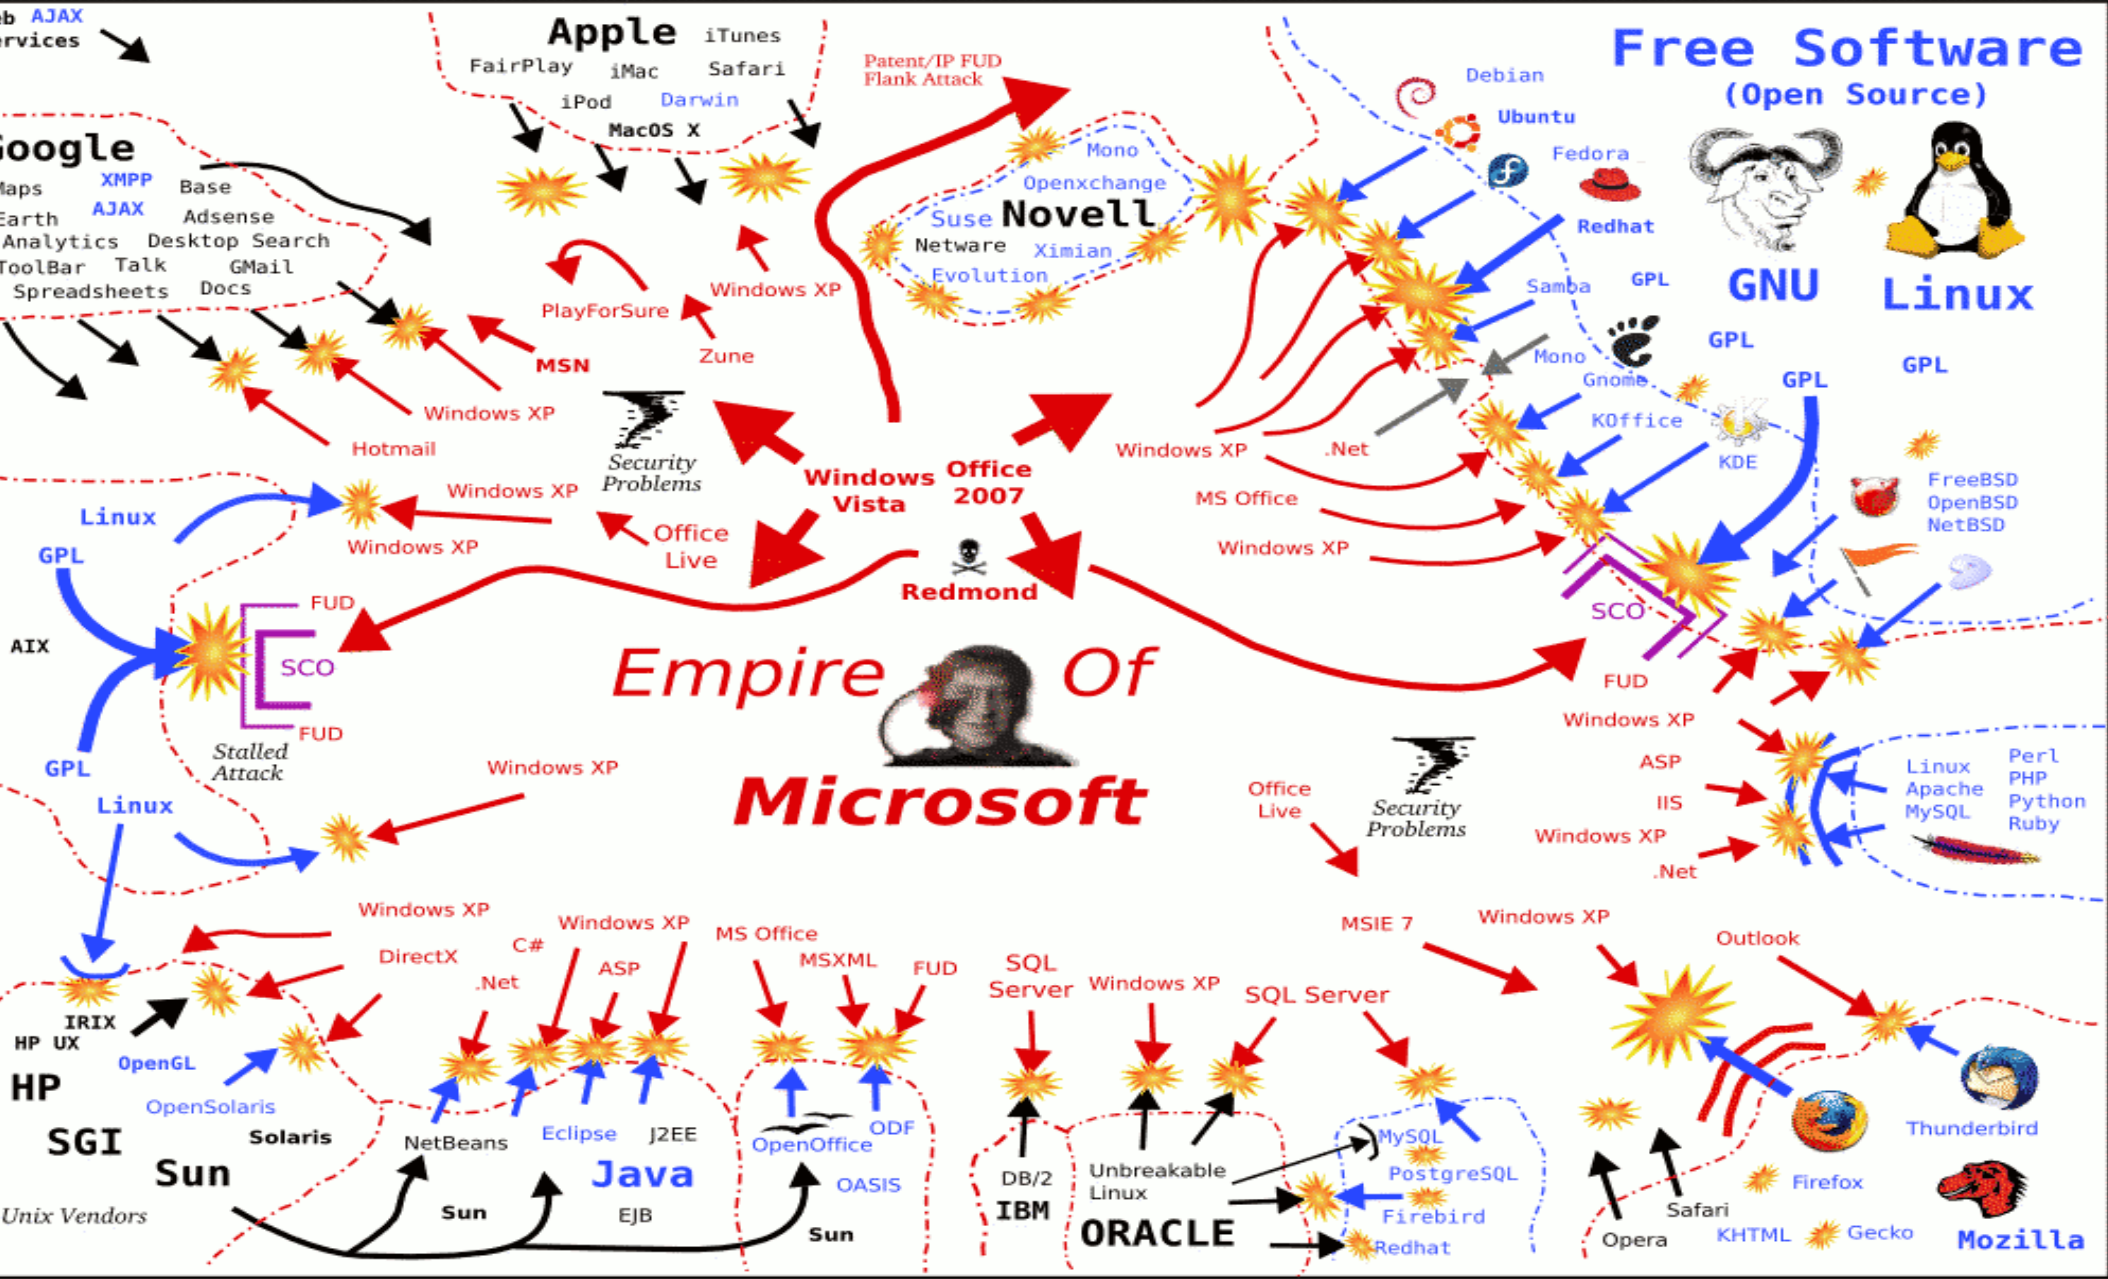 AJAX
Apple
iTunes
FairPlay
iMac
Safari
iPod
Darwin
MacOS X
Patent/IP FUD
Flank Attack
Free Software
(Open Source)
Debian
Ubuntu
Fedora
Redhat
GNU
Linux
Samba
GPL
GPL
GPL
GPL
Mono
Gnome
KOffice
KDE
FreeBSD
OpenBSD
NetBSD
XMPP
Base
AJAX
Adsense
Analytics
Desktop Search
ToolBar
Talk
GMail
Spreadsheets
Docs
Mono
Openxchange
Suse
Novell
Netware
Ximian
Evolution
PlayForSure
Windows XP
Zune
MSN
Windows XP
Hotmail
Security
Problems
Windows
Vista
Office
2007
Windows XP
.Net
MS Office
Windows XP
Linux
Windows XP
Windows XP
Office
Live
GPL
Redmond
FUD
SCO
FUD
AIX
Stalled
Attack
GPL
Linux
Empire Of
Microsoft
Windows XP
SCO
FUD
Windows XP
ASP
IIS
Windows XP
.Net
Office
Live
Security
Problems
Linux
Apache
MySQL
Perl
PHP
Python
Ruby
Windows XP
DirectX
C#
.Net
Windows XP
ASP
MS Office
MSXML
FUD
SQL
Server
Windows XP
SQL Server
MSIE 7
Windows XP
Outlook
IRIX
HP UX
OpenGL
HP
OpenSolaris
SGI
Solaris
Sun
Unix Vendors
NetBeans
Eclipse
J2EE
Java
Sun
EJB
OpenOffice
ODF
OASIS
Sun
DB/2
IBM
Unbreakable
Linux
ORACLE
MySQL
PostgreSQL
Firebird
Redhat
Thunderbird
Firefox
Safari
Opera
KHTML
Gecko
Mozilla